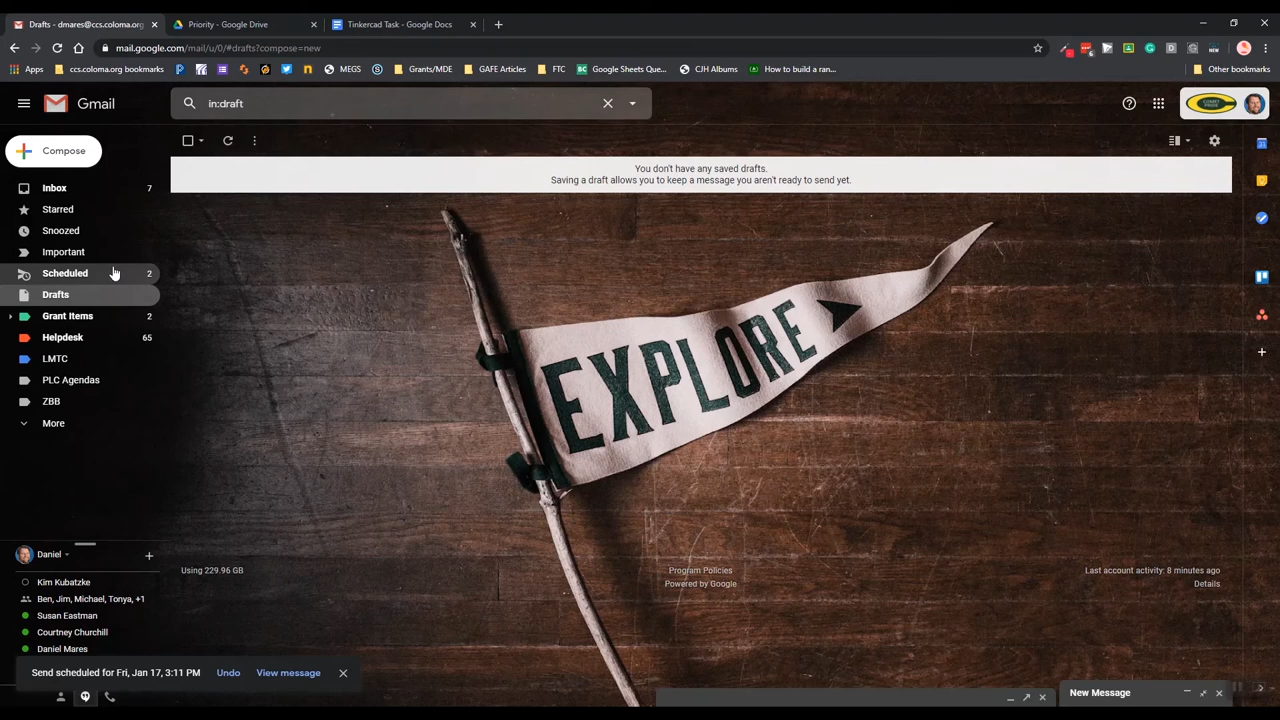 Drafts - dmares@ccs.coloma.org
Priority - Google Drive
Tinkercad Task - Google Docs
mail.google.com/mail/u/0/#drafts?compose=new
Apps
ccs.coloma.org bookmarks
MEGS
Grants/MDE
GAFE Articles
FTC
Google Sheets Que...
CJH Albums
How to build a ran...
Other bookmarks
Gmail
in:draft
Compose
You don't have any saved drafts.
Saving a draft allows you to keep a message you aren't ready to send yet.
Inbox 7
Starred
Snoozed
Important
Scheduled 2
Drafts
Grant Items 2
Helpdesk 65
LMTC
PLC Agendas
ZBB
More
EXPLORE
Daniel
Using 229.96 GB
Program Policies
Powered by Google
Last account activity: 8 minutes ago
Details
Kim Kubatzke
Ben, Jim, Michael, Tonya, +1
Susan Eastman
Courtney Churchill
Daniel Mares
Send scheduled for Fri, Jan 17, 3:11 PM Undo View message
New Message